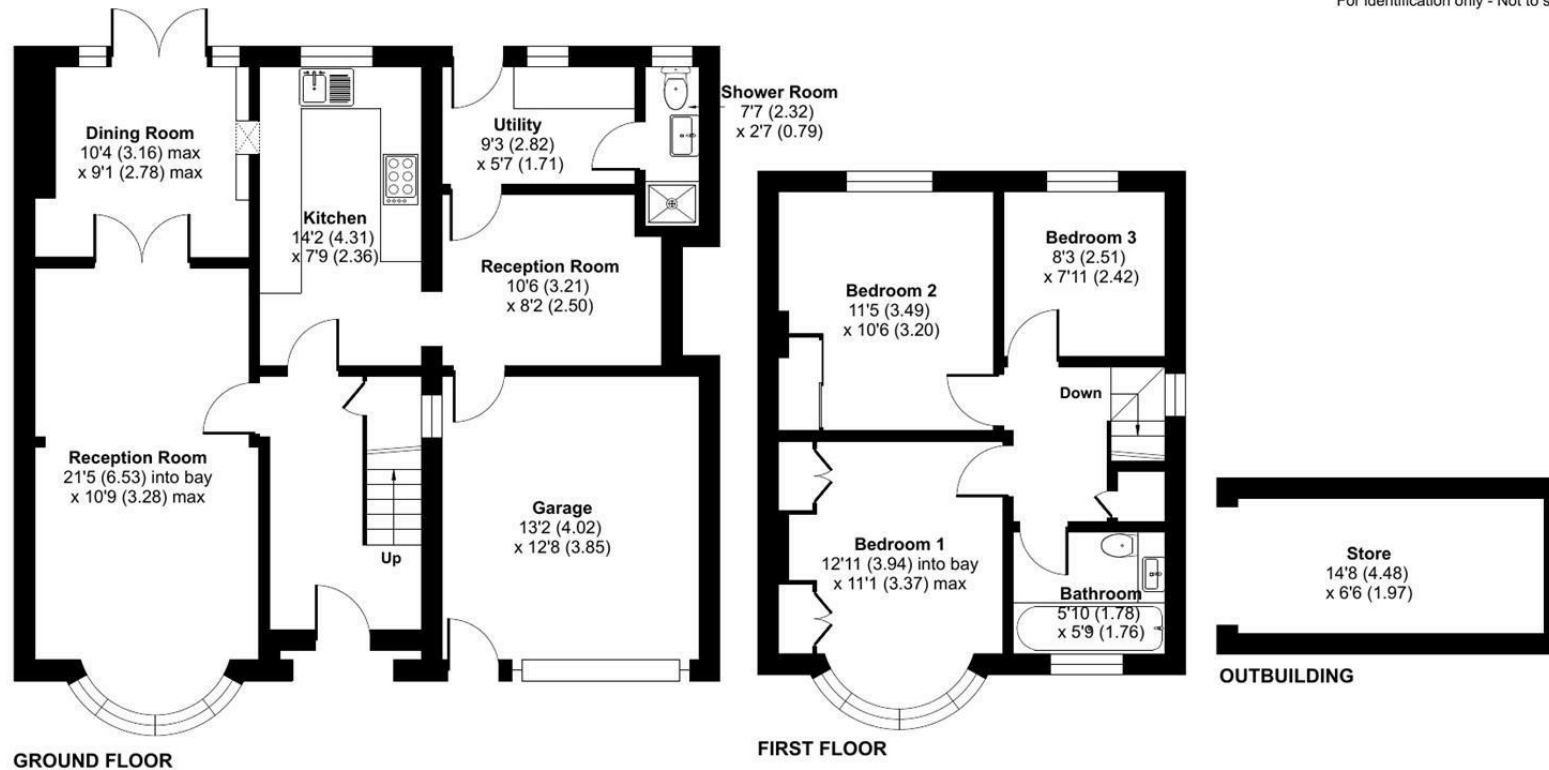 For identification only - Not to s
Dining Room
10'4 (3.16) max
x 9'1 (2.78) max
Kitchen
14'2 (4.31)
x 7'9 (2.36)
Utility
9'3 (2.82)
x 5'7 (1.71)
Shower Room
7'7 (2.32)
x 2'7 (0.79)
Reception Room
10'6 (3.21)
x 8'2 (2.50)
Reception Room
21'5 (6.53) into bay
x 10'9 (3.28) max
Up
Garage
13'2 (4.02)
x 12'8 (3.85)
GROUND FLOOR
Bedroom 2
11'5 (3.49)
x 10'6 (3.20)
Bedroom 3
8'3 (2.51)
x 7'11 (2.42)
Down
Bedroom 1
12'11 (3.94) into bay
x 11'1 (3.37) max
Bathroom
5'10 (1.78)
x 5'9 (1.76)
FIRST FLOOR
Store
14'8 (4.48)
x 6'6 (1.97)
OUTBUILDING